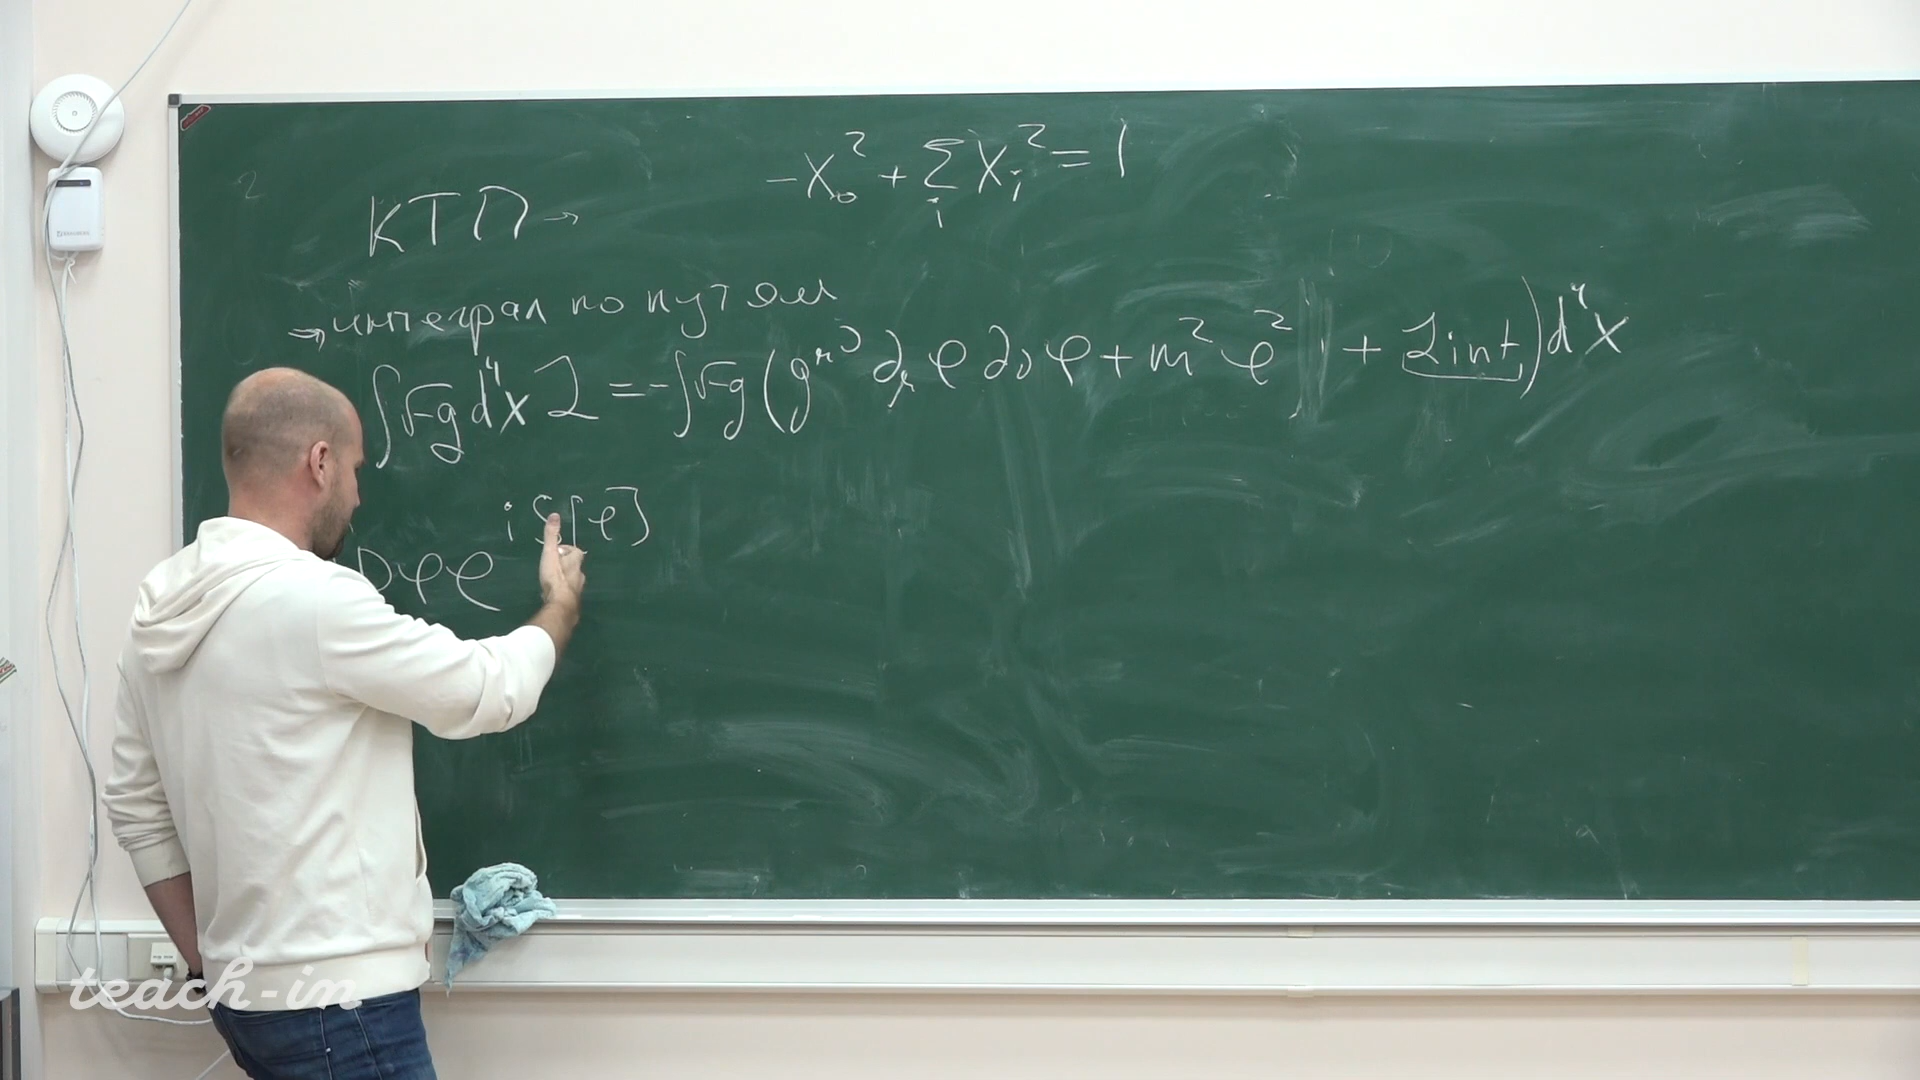 -X₀² + Σᵢ Xᵢ² = 1
КТП →
→ интеграл по путям
∫√-g d⁴x ℒ = -∫√-g (g^{μν} ∂_μ φ ∂_ν φ + m² φ² + ℒint) d⁴x
Dφ e^{iS[φ]}
teach-in